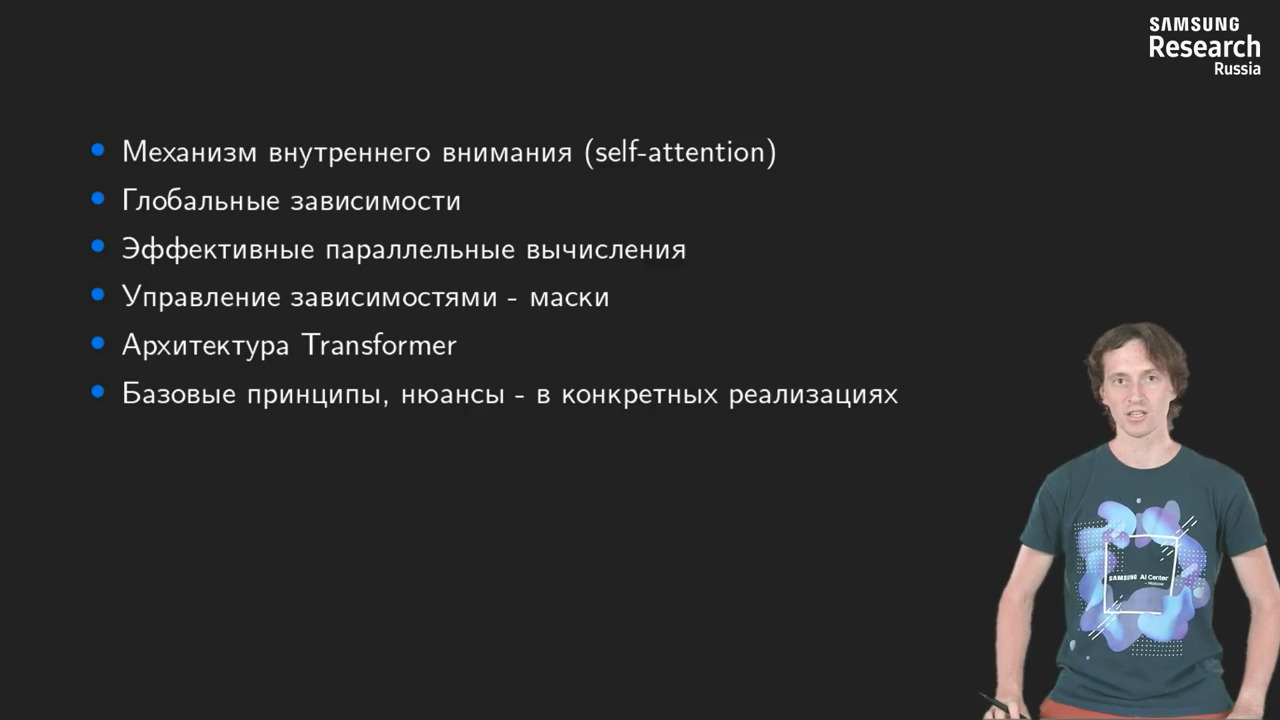 SAMSUNG
Research
Russia
Механизм внутреннего внимания (self-attention)
Глобальные зависимости
Эффективные параллельные вычисления
Управление зависимостями - маски
Архитектура Transformer
Базовые принципы, нюансы - в конкретных реализациях
SAMSUNG AI Center
- Moscow